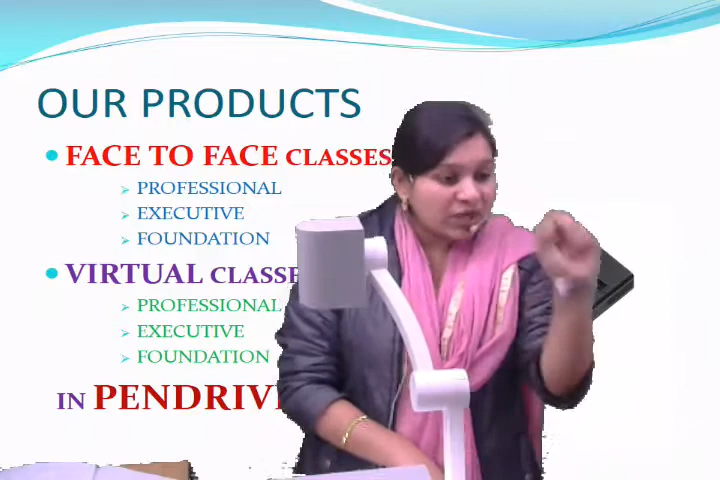 OUR PRODUCTS
FACE TO FACE CLASSES
PROFESSIONAL
EXECUTIVE
FOUNDATION
VIRTUAL
PROFESSIONAL
EXECUTIVE
FOUNDATION
IN